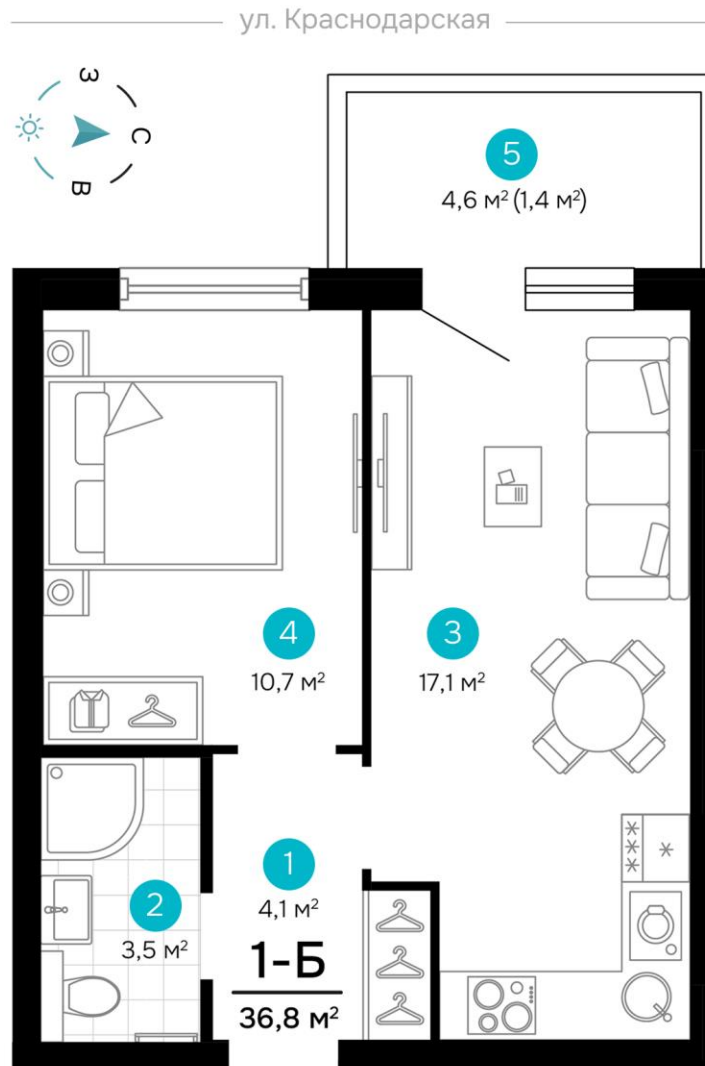 ул. Краснодарская
З
С
В
5
4,6 м² (1,4 м²)
4
10,7 м²
3
17,1 м²
1
4,1 м²
2
3,5 м²
1-Б
36,8 м²